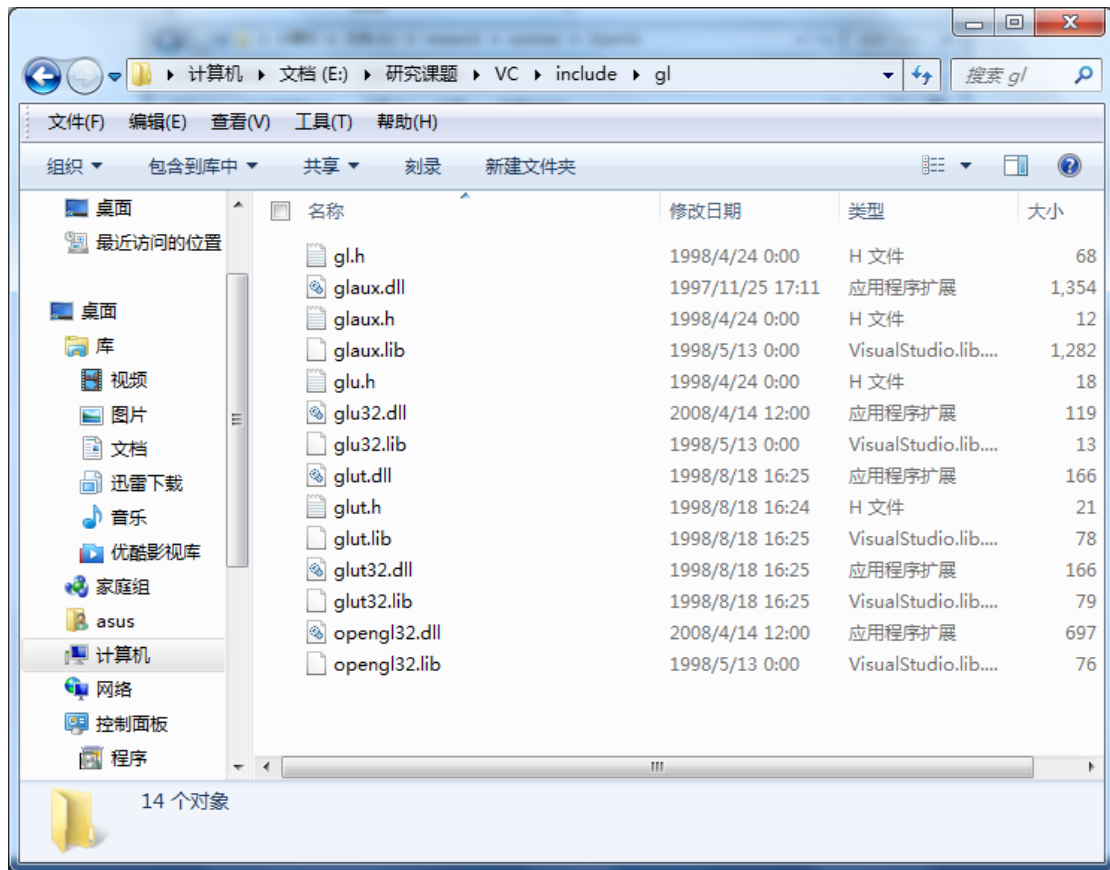 计算机 ▸ 文档 (E:) ▸ 研究课题 ▸ VC ▸ include ▸ gl
搜索 gl
文件(F) 编辑(E) 查看(V) 工具(T) 帮助(H)
组织 包含到库中 共享 刻录 新建文件夹
桌面
最近访问的位置
桌面
库
视频
图片
文档
迅雷下载
音乐
优酷影视库
家庭组
asus
计算机
网络
控制面板
程序
名称 修改日期 类型 大小
gl.h 1998/4/24 0:00 H 文件 68
glaux.dll 1997/11/25 17:11 应用程序扩展 1,354
glaux.h 1998/4/24 0:00 H 文件 12
glaux.lib 1998/5/13 0:00 VisualStudio.lib.... 1,282
glu.h 1998/4/24 0:00 H 文件 18
glu32.dll 2008/4/14 12:00 应用程序扩展 119
glu32.lib 1998/5/13 0:00 VisualStudio.lib.... 13
glut.dll 1998/8/18 16:25 应用程序扩展 166
glut.h 1998/8/18 16:24 H 文件 21
glut.lib 1998/8/18 16:25 VisualStudio.lib.... 78
glut32.dll 1998/8/18 16:25 应用程序扩展 166
glut32.lib 1998/8/18 16:25 VisualStudio.lib.... 79
opengl32.dll 2008/4/14 12:00 应用程序扩展 697
opengl32.lib 1998/5/13 0:00 VisualStudio.lib.... 76
14 个对象